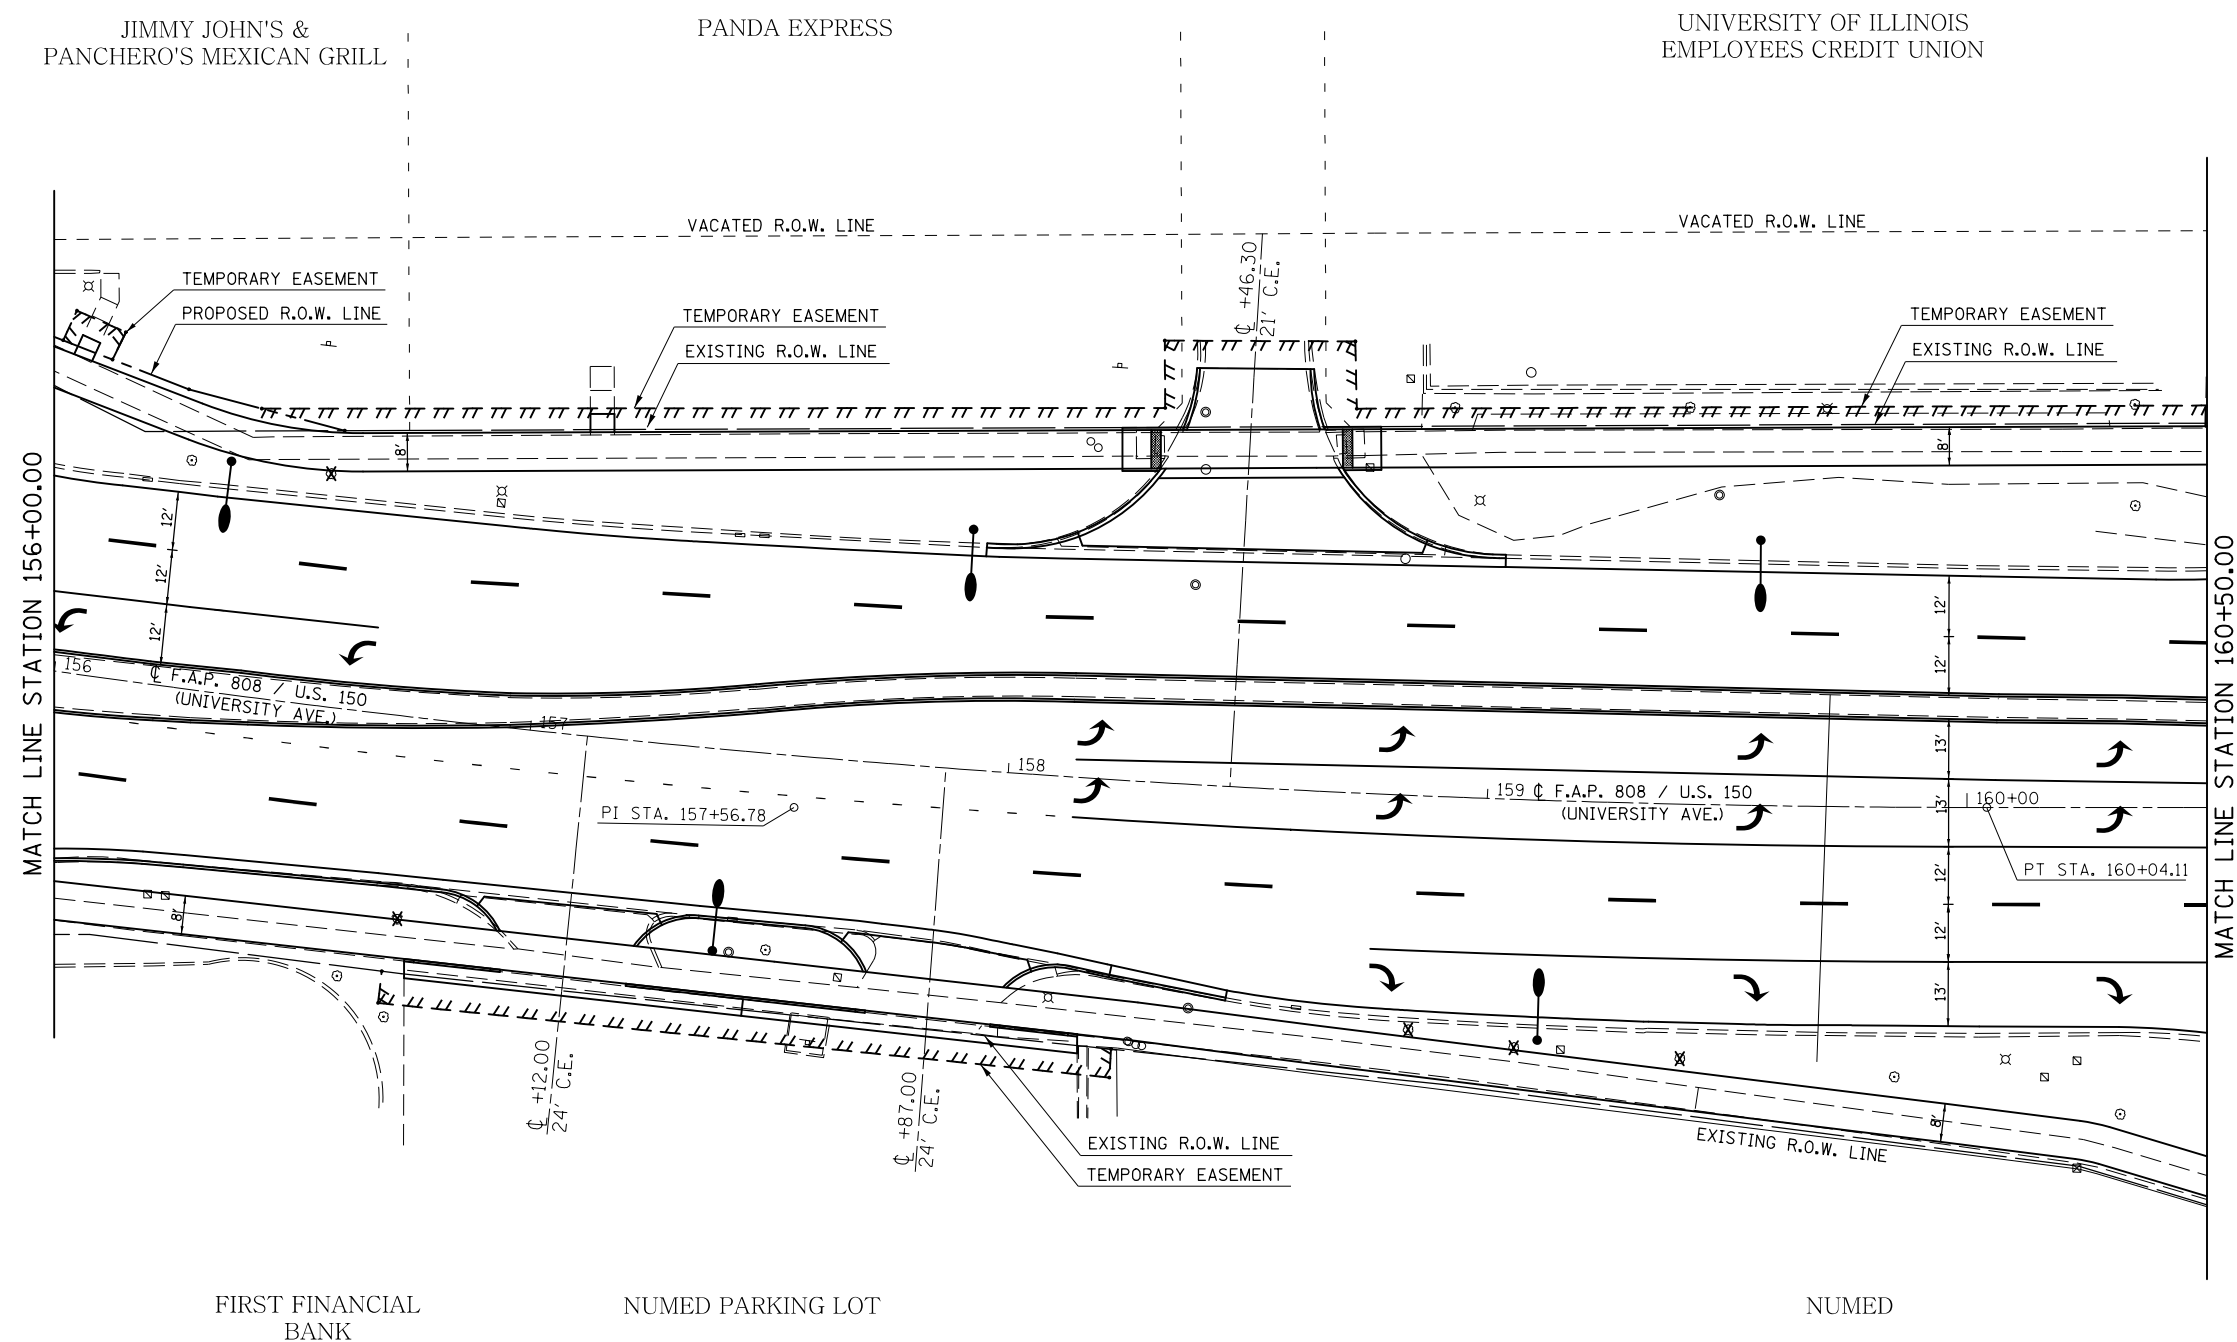 JIMMY JOHN'S &
PANCHERO'S MEXICAN GRILL
PANDA EXPRESS
UNIVERSITY OF ILLINOIS
EMPLOYEES CREDIT UNION
VACATED R.O.W. LINE
VACATED R.O.W. LINE
TEMPORARY EASEMENT
PROPOSED R.O.W. LINE
TEMPORARY EASEMENT
EXISTING R.O.W. LINE
℄ +46.30
21' C.E.
TEMPORARY EASEMENT
EXISTING R.O.W. LINE
8'
8'
MATCH LINE STATION 156+00.00
MATCH LINE STATION 160+50.00
12'
12'
12'
12'
12'
156
℄ F.A.P. 808 / U.S. 150
(UNIVERSITY AVE.)
157
158
159
℄ F.A.P. 808 / U.S. 150
(UNIVERSITY AVE.)
160+00
13'
13'
12'
12'
13'
PI STA. 157+56.78
PT STA. 160+04.11
8'
8'
℄ +12.00
24' C.E.
℄ +87.00
24' C.E.
EXISTING R.O.W. LINE
TEMPORARY EASEMENT
EXISTING R.O.W. LINE
FIRST FINANCIAL
BANK
NUMED PARKING LOT
NUMED